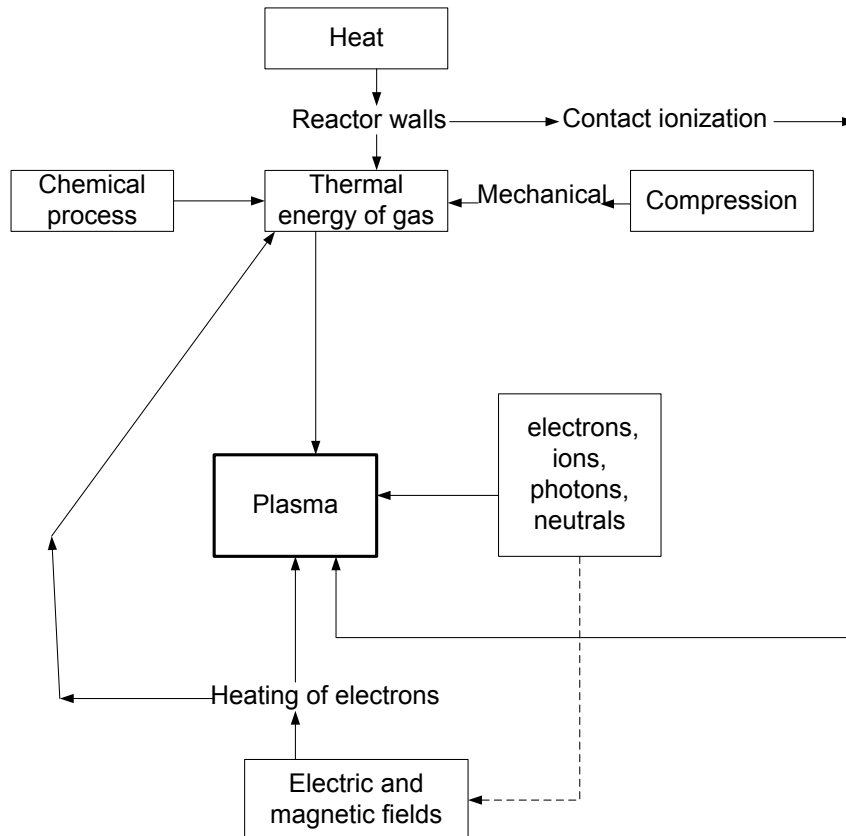 Heat
Reactor walls
Contact ionization
Chemical
process
Thermal
energy of gas
Mechanical
Compression
electrons,
ions,
photons,
neutrals
Plasma
Heating of electrons
Electric and
magnetic fields